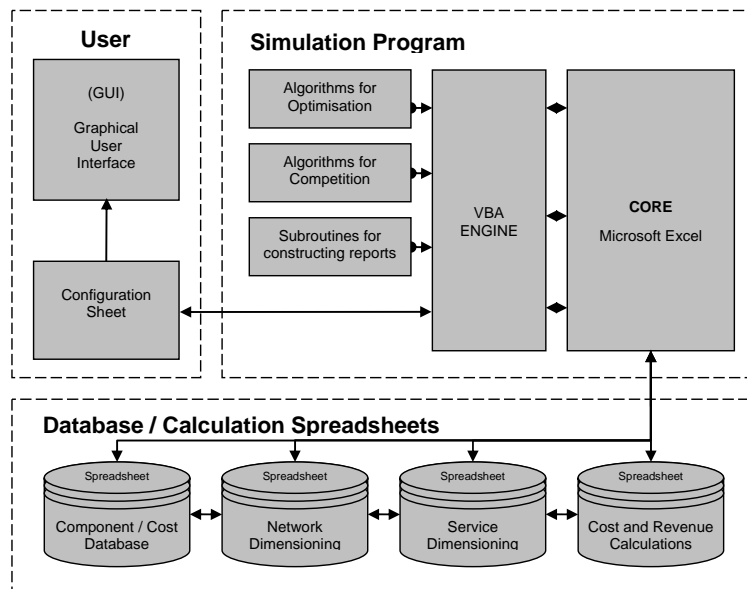 User
(GUI)
Graphical
User
Interface
Configuration
Sheet
Simulation Program
Algorithms for
Optimisation
Algorithms for
Competition
Subroutines for
constructing reports
VBA
ENGINE
CORE
Microsoft Excel
Database / Calculation Spreadsheets
Spreadsheet
Component / Cost
Database
Spreadsheet
Network
Dimensioning
Spreadsheet
Service
Dimensioning
Spreadsheet
Cost and Revenue
Calculations